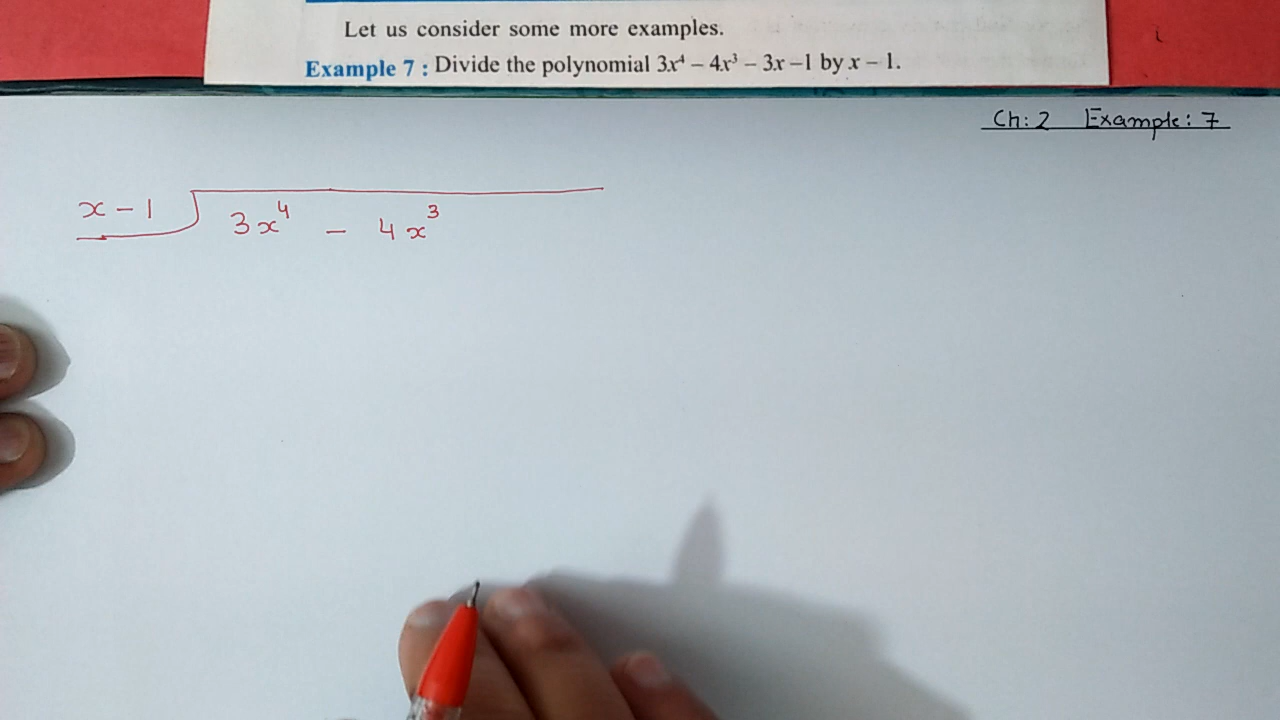 Let us consider some more examples.
Example 7 : Divide the polynomial 3x⁴ – 4x³ – 3x –1 by x – 1.
Ch: 2 Example: 7
x – 1 3x⁴ – 4x³